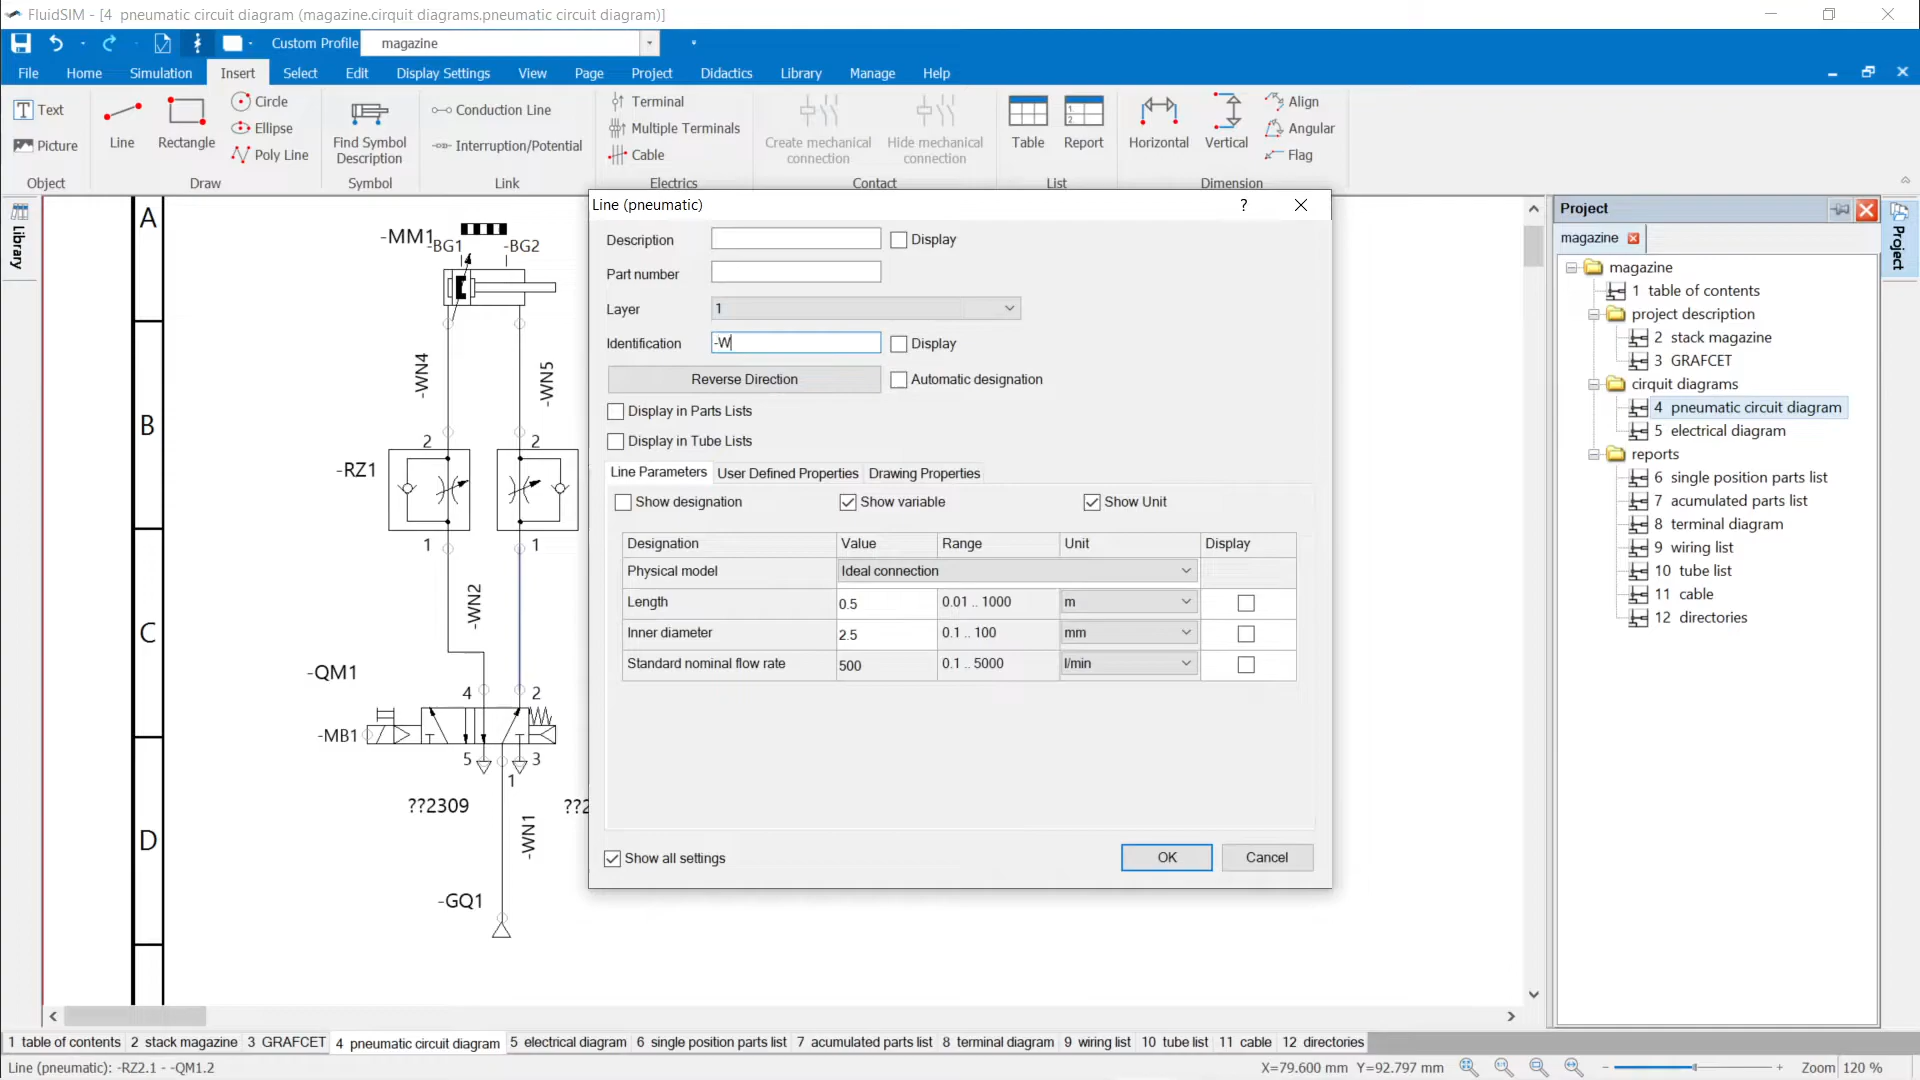 FluidSIM - [4  pneumatic circuit diagram (magazine.cirquit diagrams.pneumatic circuit diagram)]
Custom Profile
magazine
File
Home
Simulation
Insert
Select
Edit
Display Settings
View
Page
Project
Didactics
Library
Manage
Help
Text
Picture
Object
Line
Rectangle
Circle
Ellipse
Poly Line
Draw
Find Symbol
Description
Symbol
Conduction Line
Interruption/Potential
Link
Terminal
Multiple Terminals
Cable
Electrics
Create mechanical
connection
Hide mechanical
connection
Contact
Table
Report
List
Horizontal
Vertical
Align
Angular
Flag
Dimension
Library
A
B
C
D
-MM1
-BG1
-BG2
-WN4
-WN5
2
2
-RZ1
1
1
-WN2
-QM1
4
2
-MB1
5
3
1
??2309
??2
-WN1
-GQ1
Line (pneumatic)
?
Description
Display
Part number
Layer
1
Identification
-W
Display
Reverse Direction
Automatic designation
Display in Parts Lists
Display in Tube Lists
Line Parameters
User Defined Properties
Drawing Properties
Show designation
Show variable
Show Unit
Designation Value Range Unit Display
Physical model Ideal connection
Length 0.5 0.01 .. 1000 m
Inner diameter 2.5 0.1 .. 100 mm
Standard nominal flow rate 500 0.1 .. 5000 l/min
Show all settings
OK
Cancel
Project
magazine
magazine
1  table of contents
project description
2  stack magazine
3  GRAFCET
cirquit diagrams
4  pneumatic circuit diagram
5  electrical diagram
reports
6  single position parts list
7  acumulated parts list
8  terminal diagram
9  wiring list
10  tube list
11  cable
12  directories
Project
1  table of contents
2  stack magazine
3  GRAFCET
4  pneumatic circuit diagram
5  electrical diagram
6  single position parts list
7  acumulated parts list
8  terminal diagram
9  wiring list
10  tube list
11  cable
12  directories
Line (pneumatic): -RZ2.1 - -QM1.2
X=79.600 mm  Y=92.797 mm
Zoom
120 %